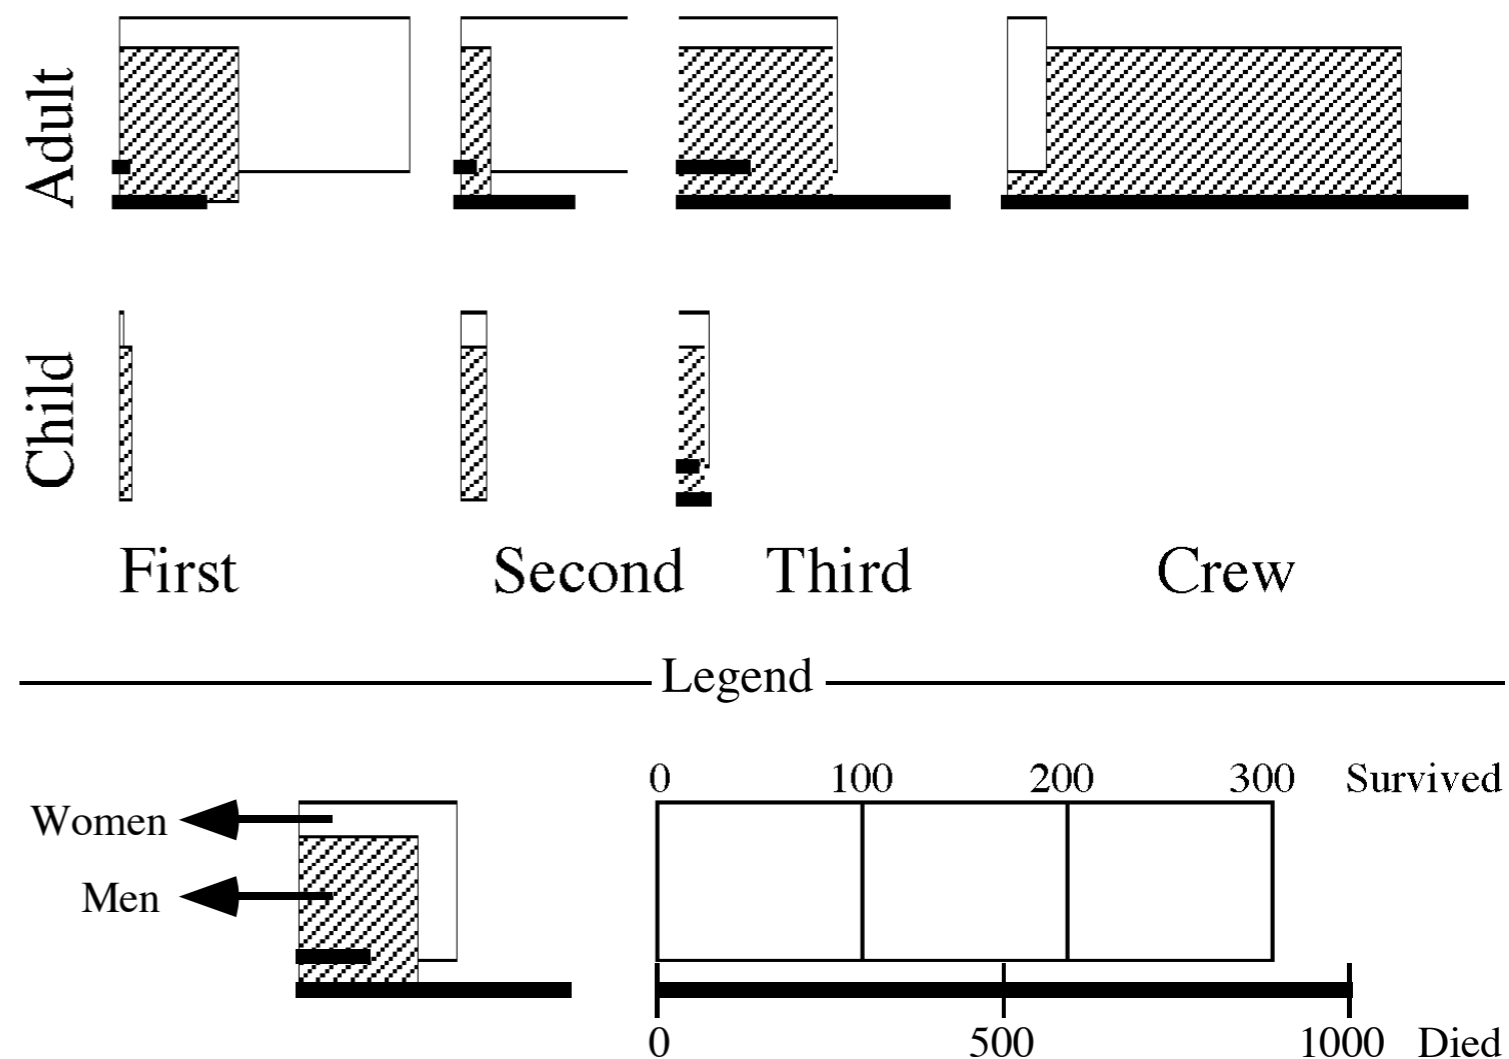 Adult
Child
First Second Third Crew
Legend
0 100 200 300 Survived
Women
Men
0 500 1000 Died